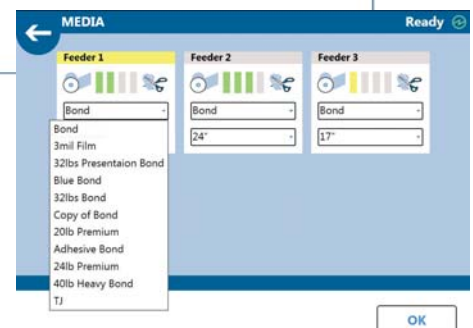 MEDIA
Ready
Feeder 1
Feeder 2
Feeder 3
Bond
Bond
Bond
24"
17"
Bond
3mil Film
32lbs Presentaion Bond
Blue Bond
32lbs Bond
Copy of Bond
20lb Premium
Adhesive Bond
24lb Premium
40lb Heavy Bond
TJ
OK